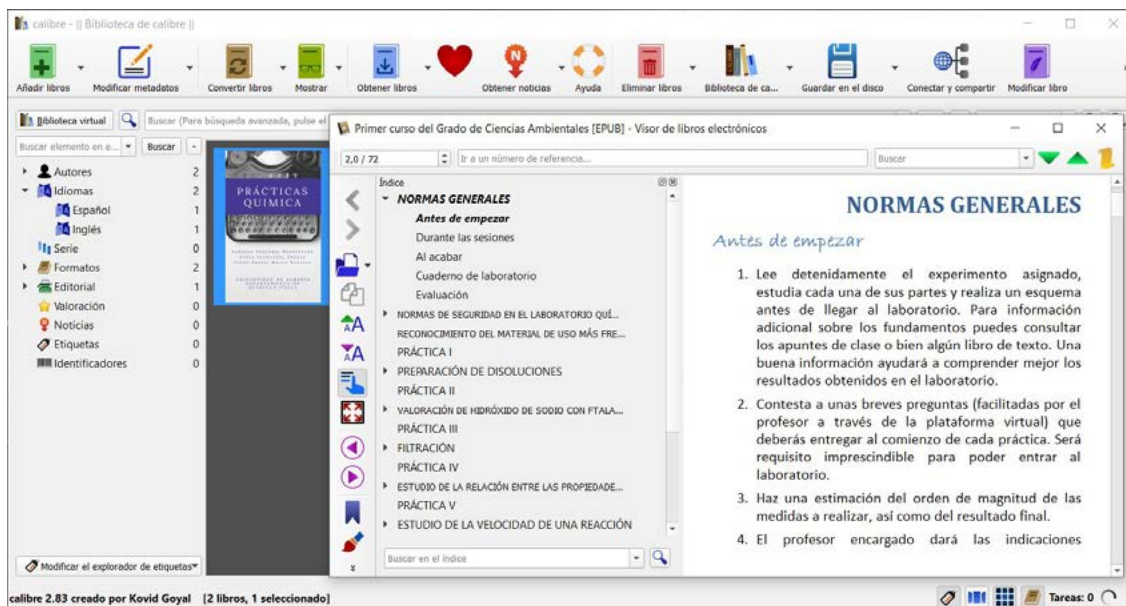 calibre - || Biblioteca de calibre ||
Añadir libros
Modificar metadatos
Convertir libros
Mostrar
Obtener libros
Obtener noticias
Ayuda
Eliminar libros
Biblioteca de ca...
Guardar en el disco
Conectar y compartir
Modificar libro
Biblioteca virtual
Buscar (Para búsqueda avanzada, pulse el
Buscar elemento en e...
Buscar
Autores 2
Idiomas 2
Español 1
Inglés 1
Serie 0
Formatos 2
Editorial 1
Valoración 0
Noticias 0
Etiquetas 0
Identificadores 0
Modificar el explorador de etiquetas
PRÁCTICAS
QUIMICA
Primer curso del Grado de Ciencias Ambientales [EPUB] - Visor de libros electrónicos
2,0 / 72
Ir a un número de referencia...
Buscar
Índice
NORMAS GENERALES
Antes de empezar
Durante las sesiones
Al acabar
Cuaderno de laboratorio
Evaluación
NORMAS DE SEGURIDAD EN EL LABORATORIO QUÍ...
RECONOCIMIENTO DEL MATERIAL DE USO MÁS FRE...
PRÁCTICA I
PREPARACIÓN DE DISOLUCIONES
PRÁCTICA II
VALORACIÓN DE HIDRÓXIDO DE SODIO CON FTALA...
PRÁCTICA III
FILTRACIÓN
PRÁCTICA IV
ESTUDIO DE LA RELACIÓN ENTRE LAS PROPIEDADE...
PRÁCTICA V
ESTUDIO DE LA VELOCIDAD DE UNA REACCIÓN
Buscar en el índice
NORMAS GENERALES
Antes de empezar
1. Lee detenidamente el experimento asignado,
estudia cada una de sus partes y realiza un esquema
antes de llegar al laboratorio. Para información
adicional sobre los fundamentos puedes consultar
los apuntes de clase o bien algún libro de texto. Una
buena información ayudará a comprender mejor los
resultados obtenidos en el laboratorio.
2. Contesta a unas breves preguntas (facilitadas por el
profesor a través de la plataforma virtual) que
deberás entregar al comienzo de cada práctica. Será
requisito imprescindible para poder entrar al
laboratorio.
3. Haz una estimación del orden de magnitud de las
medidas a realizar, así como del resultado final.
4. El profesor encargado dará las indicaciones
calibre 2.83 creado por Kovid Goyal [2 libros, 1 seleccionado]
Tareas: 0